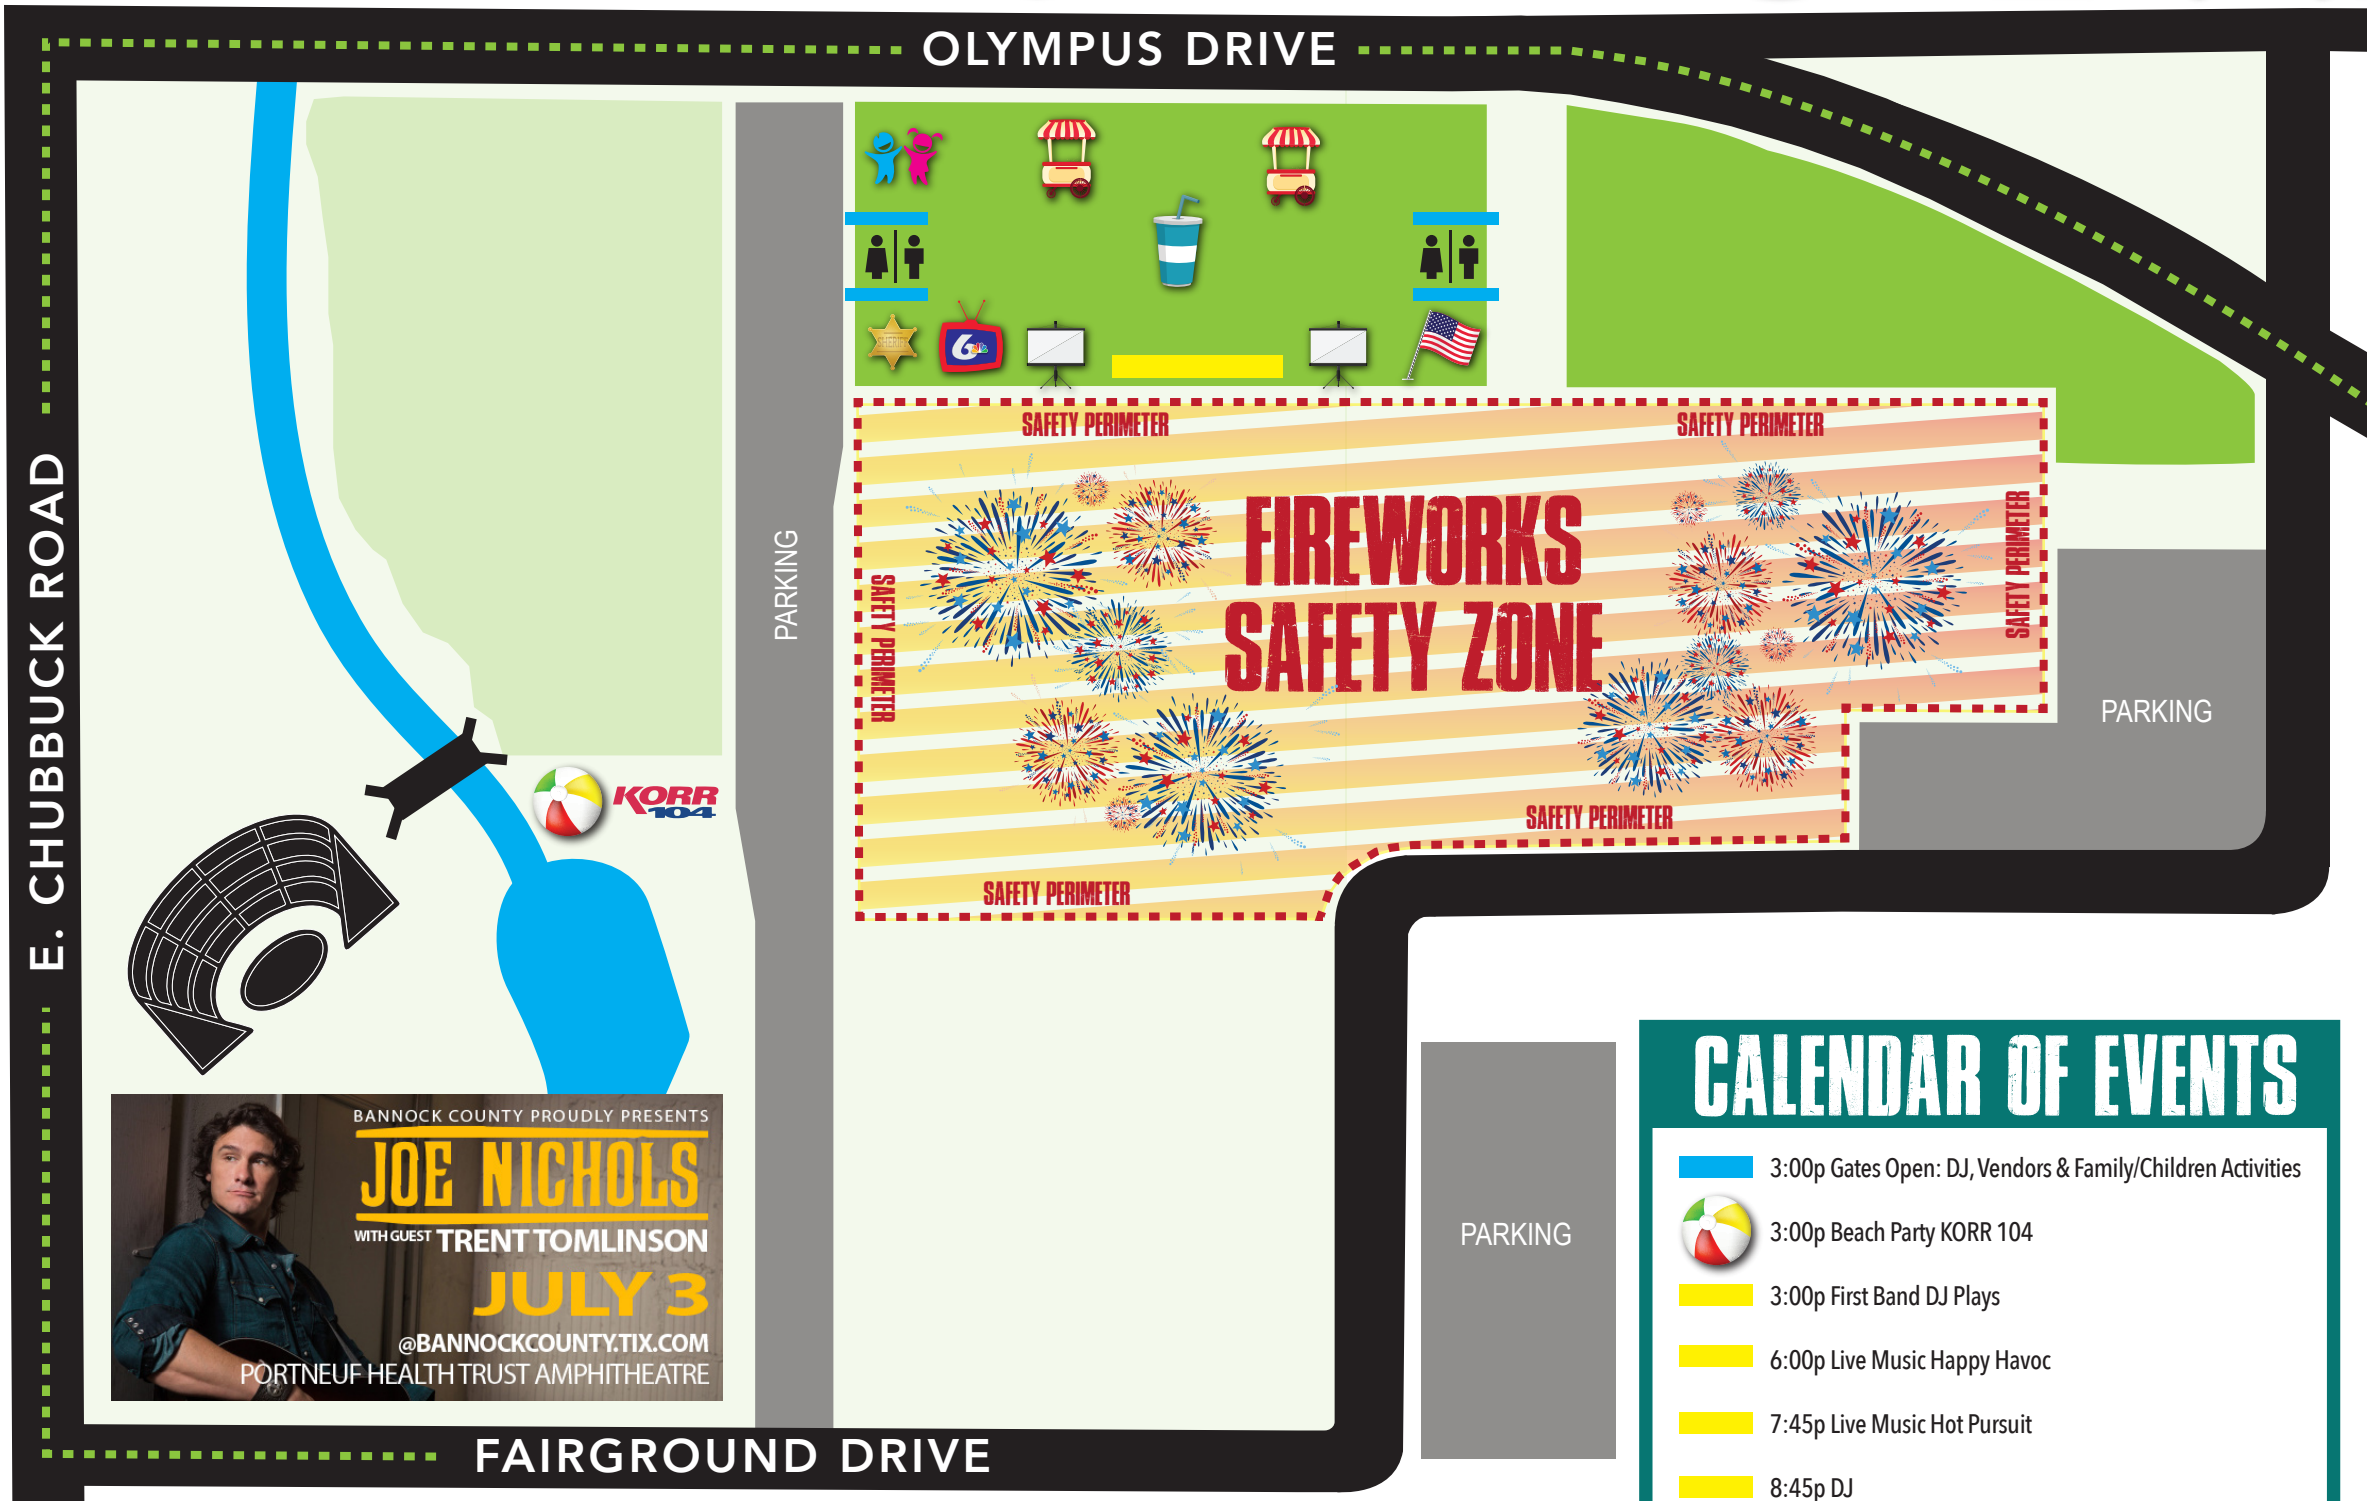 OLYMPUS DRIVE
E. CHUBBUCK ROAD
SHERIFF
6
SAFETY PERIMETER
SAFETY PERIMETER
FIREWORKS
SAFETY ZONE
SAFETY PERIMETER
SAFETY PERIMETER
PARKING
PARKING
KORR
104
SAFETY PERIMETER
SAFETY PERIMETER
BANNOCK COUNTY PROUDLY PRESENTS
JOE NICHOLS
WITH GUEST TRENT TOMLINSON
JULY 3
@BANNOCKCOUNTY.TIX.COM
PORTNEUF HEALTH TRUST AMPHITHEATRE
PARKING
CALENDAR OF EVENTS
3:00p Gates Open: DJ, Vendors & Family/Children Activities
3:00p Beach Party KORR 104
3:00p First Band DJ Plays
6:00p Live Music Happy Havoc
7:45p Live Music Hot Pursuit
8:45p DJ
FAIRGROUND DRIVE